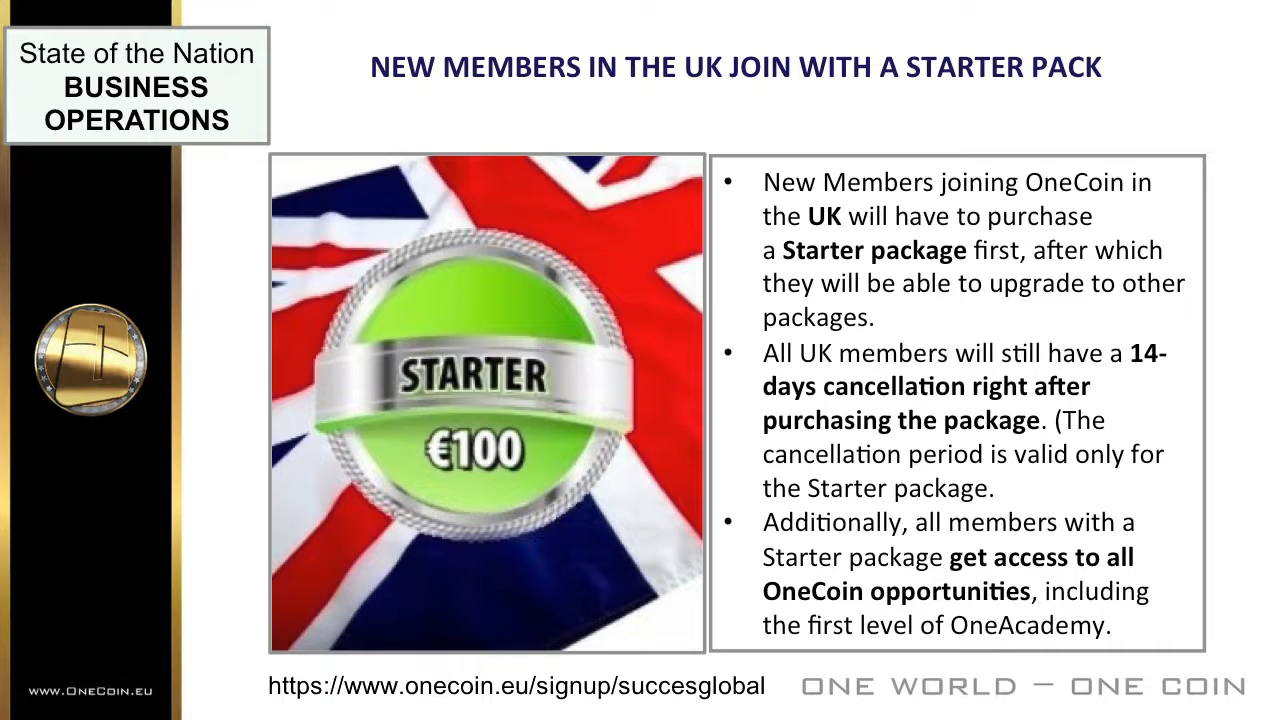 State of the Nation
BUSINESS
OPERATIONS
NEW MEMBERS IN THE UK JOIN WITH A STARTER PACK
STARTER
€100
• New Members joining OneCoin in
the UK will have to purchase
a Starter package first, after which
they will be able to upgrade to other
packages.
• All UK members will still have a 14-
days cancellation right after
purchasing the package. (The
cancellation period is valid only for
the Starter package.
• Additionally, all members with a
Starter package get access to all
OneCoin opportunities, including
the first level of OneAcademy.
www.OneCoin.eu
https://www.onecoin.eu/signup/succesglobal
ONE WORLD – ONE COIN